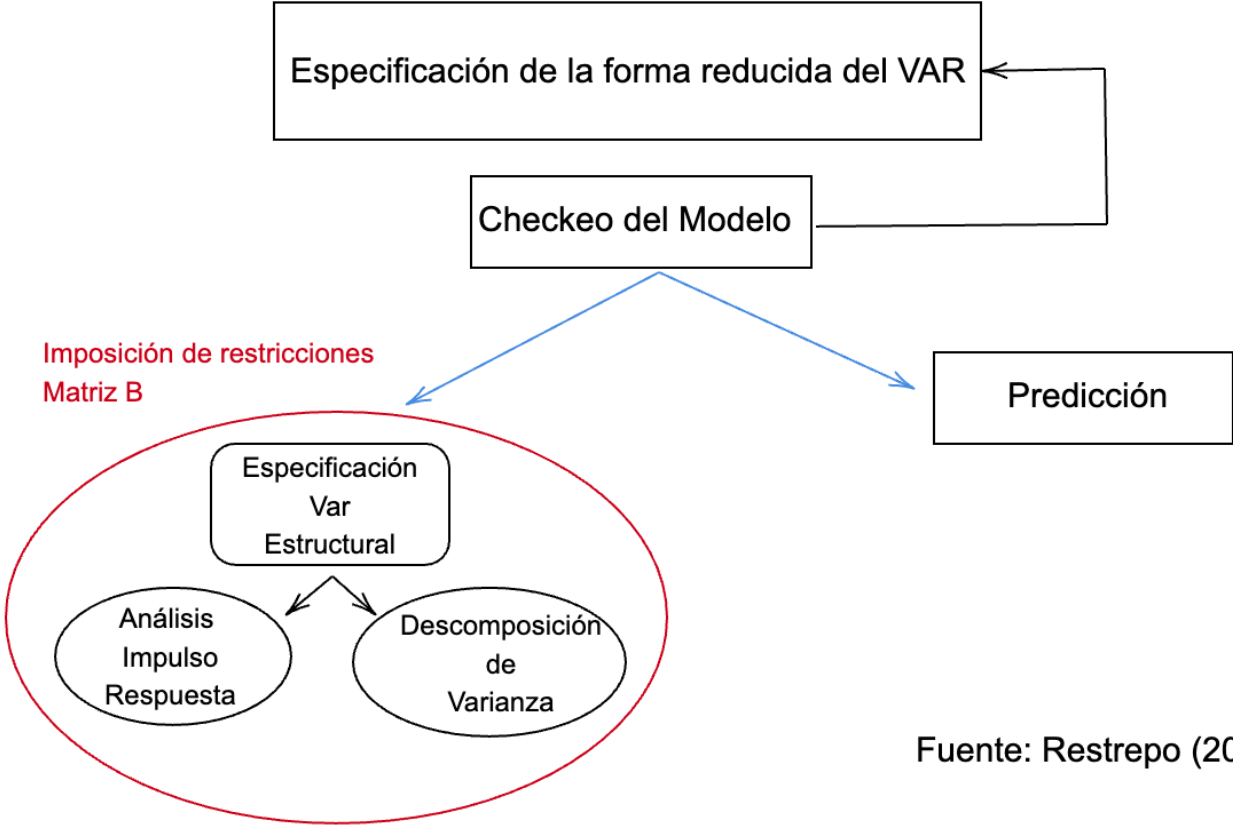 Especificación de la forma reducida del VAR
Checkeo del Modelo
Imposición de restricciones
Matriz B
Predicción
Especificación
Var
Estructural
Análisis
Impulso
Respuesta
Descomposición
de
Varianza
Fuente: Restrepo (20